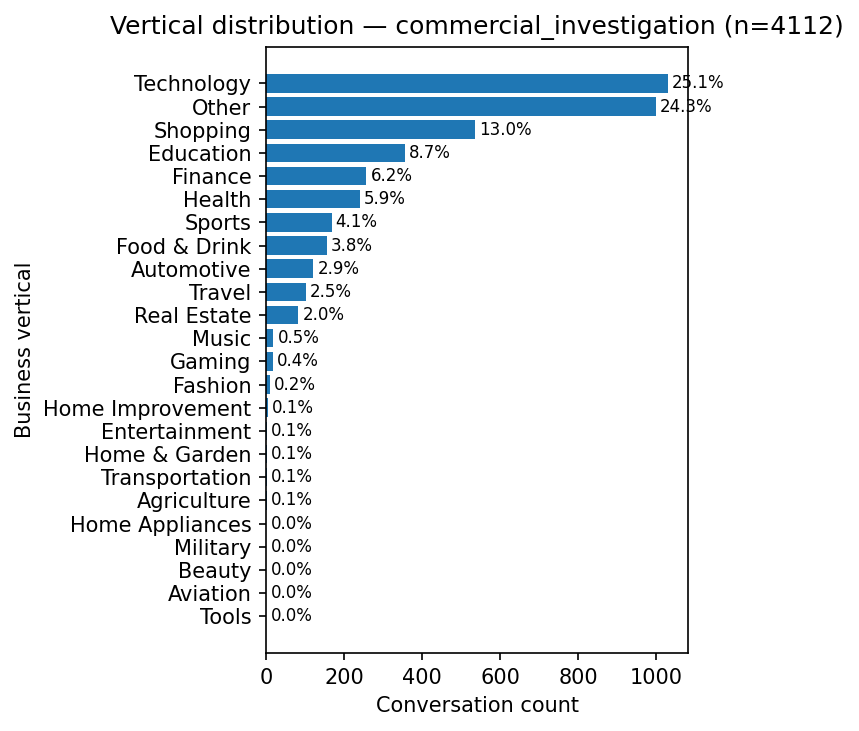 Vertical distribution — commercial_investigation (n=4112)
Technology 25.1%
Other 24.3%
Shopping 13.0%
Education 8.7%
Finance 6.2%
Health 5.9%
Sports 4.1%
Food & Drink 3.8%
Automotive 2.9%
Travel 2.5%
Real Estate 2.0%
Music 0.5%
Gaming 0.4%
Fashion 0.2%
Home Improvement 0.1%
Entertainment 0.1%
Home & Garden 0.1%
Transportation 0.1%
Agriculture 0.1%
Home Appliances 0.0%
Military 0.0%
Beauty 0.0%
Aviation 0.0%
Tools 0.0%
Business vertical
0 200 400 600 800 1000
Conversation count